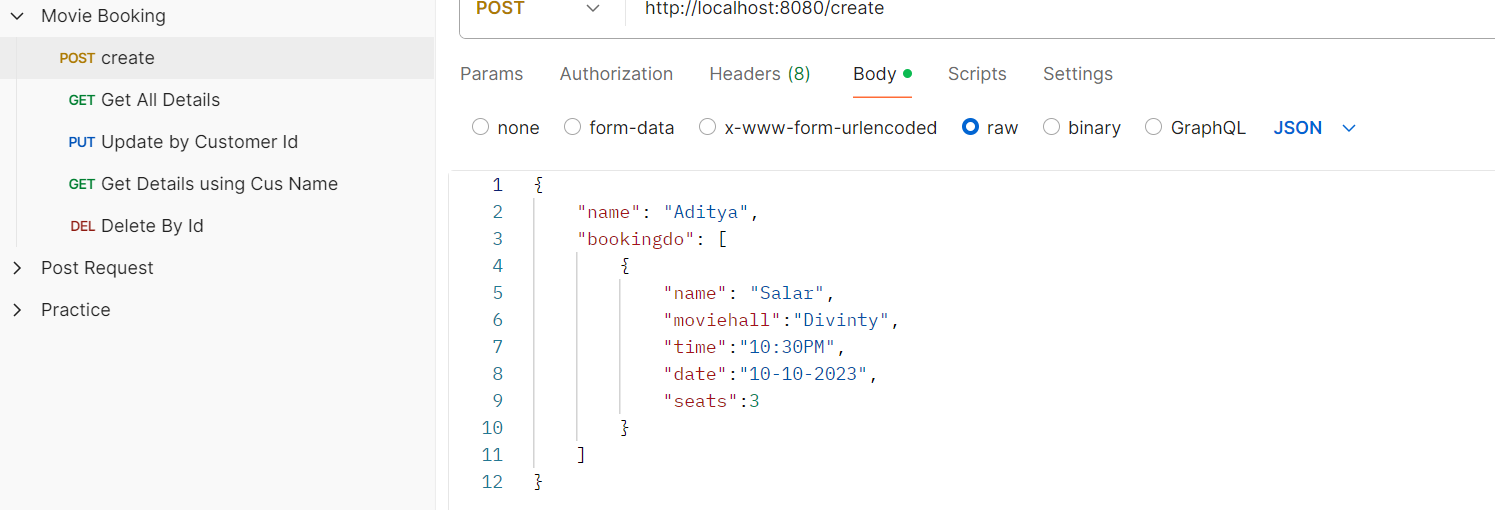 Movie Booking
POST create
GET Get All Details
PUT Update by Customer Id
GET Get Details using Cus Name
DEL Delete By Id
Post Request
Practice
POST http://localhost:8080/create
Params Authorization Headers (8) Body Scripts Settings
none form-data x-www-form-urlencoded raw binary GraphQL JSON
1 {
2 "name": "Aditya",
3 "bookingdo": [
4 {
5 "name": "Salar",
6 "moviehall":"Divinty",
7 "time":"10:30PM",
8 "date":"10-10-2023",
9 "seats":3
10 }
11 ]
12 }